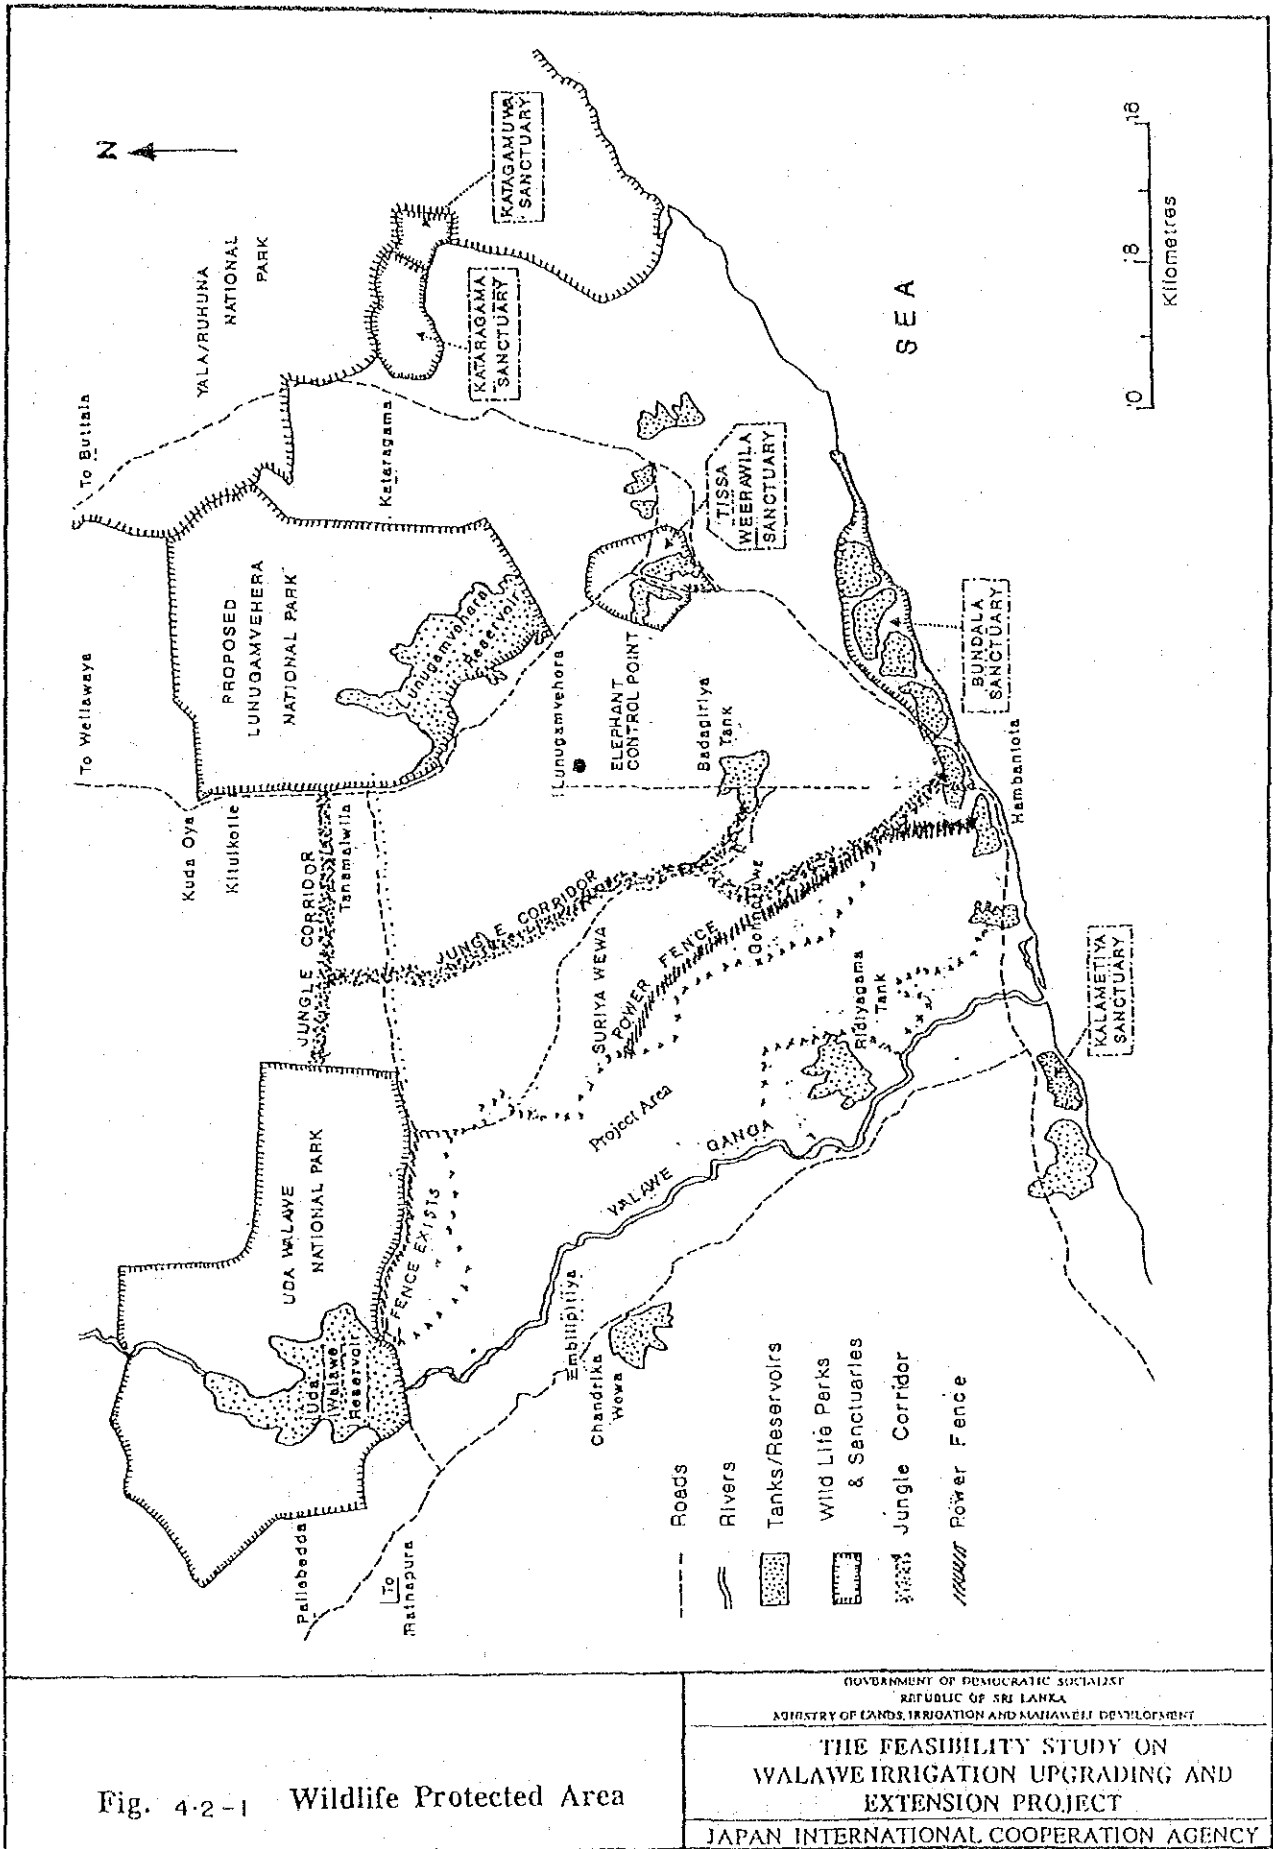 N
To Buttala
YALA/RUHUNA
NATIONAL
PARK
KATAGAMUWA
SANCTUARY
KATARAGAMA
SANCTUARY
Kataragama
To Wellawaya
PROPOSED
LUNUGAMVEHERA
NATIONAL PARK
Lunugamvehara
Reservoir
Kuda Oya
Kitulkotte
Tanamalwila
JUNGLE CORRIDOR
JUNGLE CORRIDOR
Lunugamvehera
ELEPHANT
CONTROL POINT
TISSA
WEERAWILA
SANCTUARY
Badagiriya
Tank
BUNDALA
SANCTUARY
Hambantota
SEA
0
8
18
Kilometres
UDA WALAWE
NATIONAL PARK
Uda
Walawe
Reservoir
FENCE EXISTS
SURIYA WEWA
POWER FENCE
Project Area
Ridiyagama
Tank
WALAWE GANGA
KALAMETIYA
SANCTUARY
Pallebedda
To
Ratnapura
Embilipitiya
Chandrika
Wewa
Roads
Rivers
Tanks/Reservoirs
Wild Life Parks
& Sanctuaries
Jungle Corridor
Power Fence
Fig. 4·2-1 Wildlife Protected Area
GOVERNMENT OF DEMOCRATIC SOCIALIST
REPUBLIC OF SRI LANKA
MINISTRY OF LANDS, IRRIGATION AND MAHAWELI DEVELOPMENT
THE FEASIBILITY STUDY ON
WALAWE IRRIGATION UPGRADING AND
EXTENSION PROJECT
JAPAN INTERNATIONAL COOPERATION AGENCY